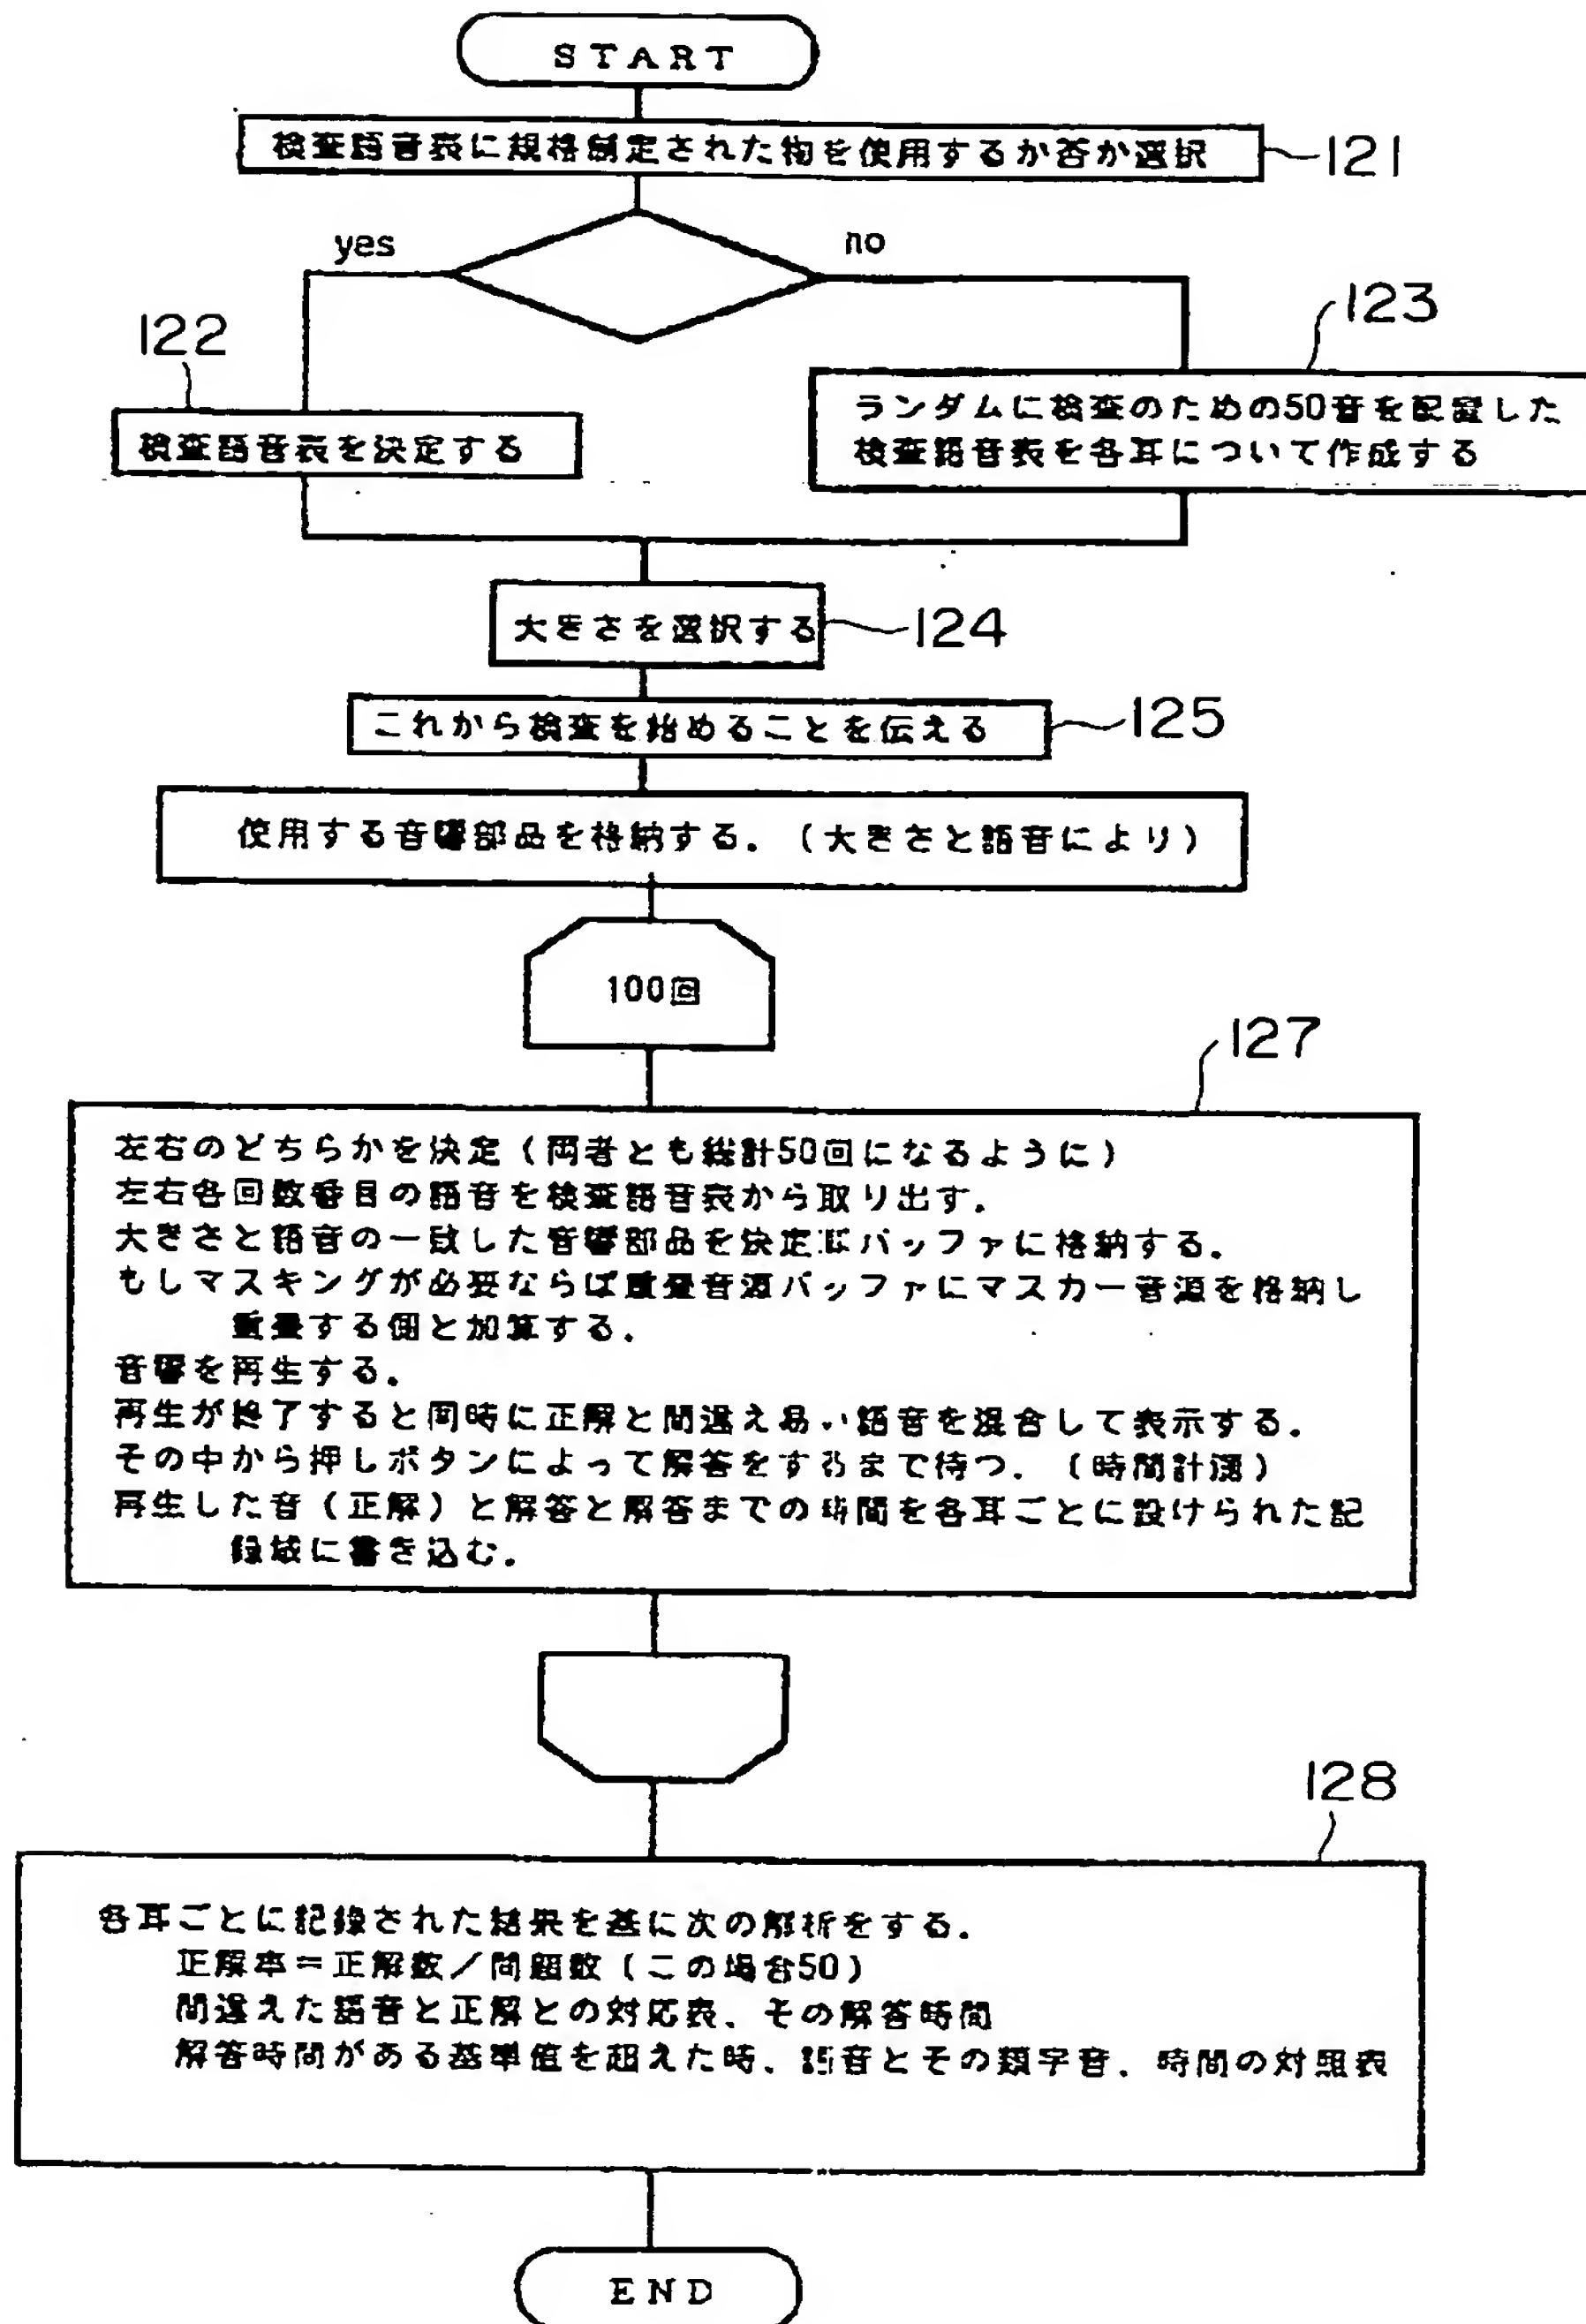 START
検査語音表に規格制定された物を使用するか否か選択
121
yes
no
122
123
検査語音表を決定する
ランダムに検査のための50音を配置した
検査語音表を各耳について作成する
大きさを選択する
124
これから検査を始めることを伝える
125
使用する音響部品を格納する．（大きさと語音により）
100回
127
左右のどちらかを決定（両者とも総計50回になるように）
左右各回数番目の語音を検査語音表から取り出す．
大きさと語音の一致した音響部品を決定しバッファに格納する．
もしマスキングが必要ならば重畳音源バッファにマスカー音源を格納し
重畳する側と加算する．
音響を再生する．
再生が終了すると同時に正解と間違え易い語音を混合して表示する．
その中から押しボタンによって解答をするまで待つ．（時間計測）
再生した音（正解）と解答と解答までの時間を各耳ごとに設けられた記
録域に書き込む．
128
各耳ごとに記録された結果を基に次の解析をする．
正解率＝正解数／問題数（この場合50）
間違えた語音と正解との対応表、その解答時間
解答時間がある基準値を超えた時、語音とその類字音、時間の対照表
END